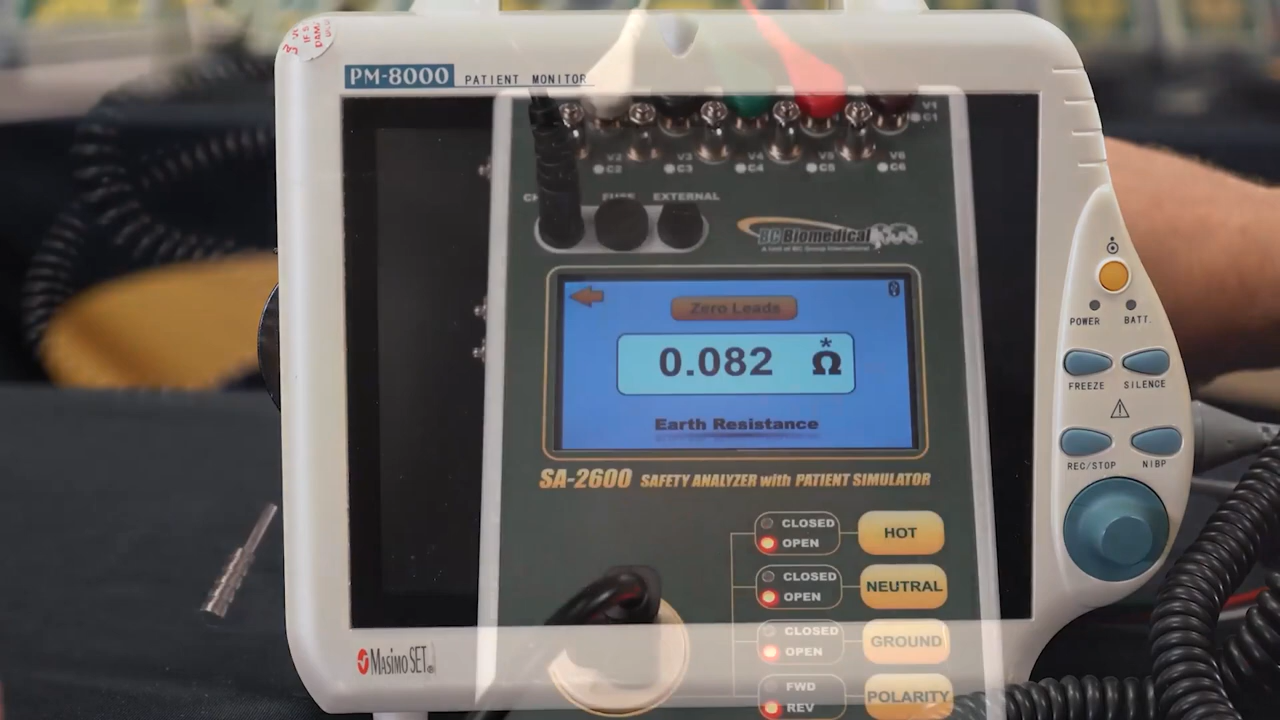 PM-8000 PATIENT MONITOR
V1
C1
V2 V3 V4 V5 V6
C2 C3 C4 C5 C6
FUSE EXTERNAL
BC Biomedical
Zero Leads
0.082 Ω
*
Earth Resistance
SA-2600 SAFETY ANALYZER with PATIENT SIMULATOR
CLOSED
OPEN
HOT
CLOSED
OPEN
NEUTRAL
CLOSED
OPEN
GROUND
FWD
REV
POLARITY
POWER BATT.
FREEZE SILENCE
REC/STOP NIBP
Masimo SET